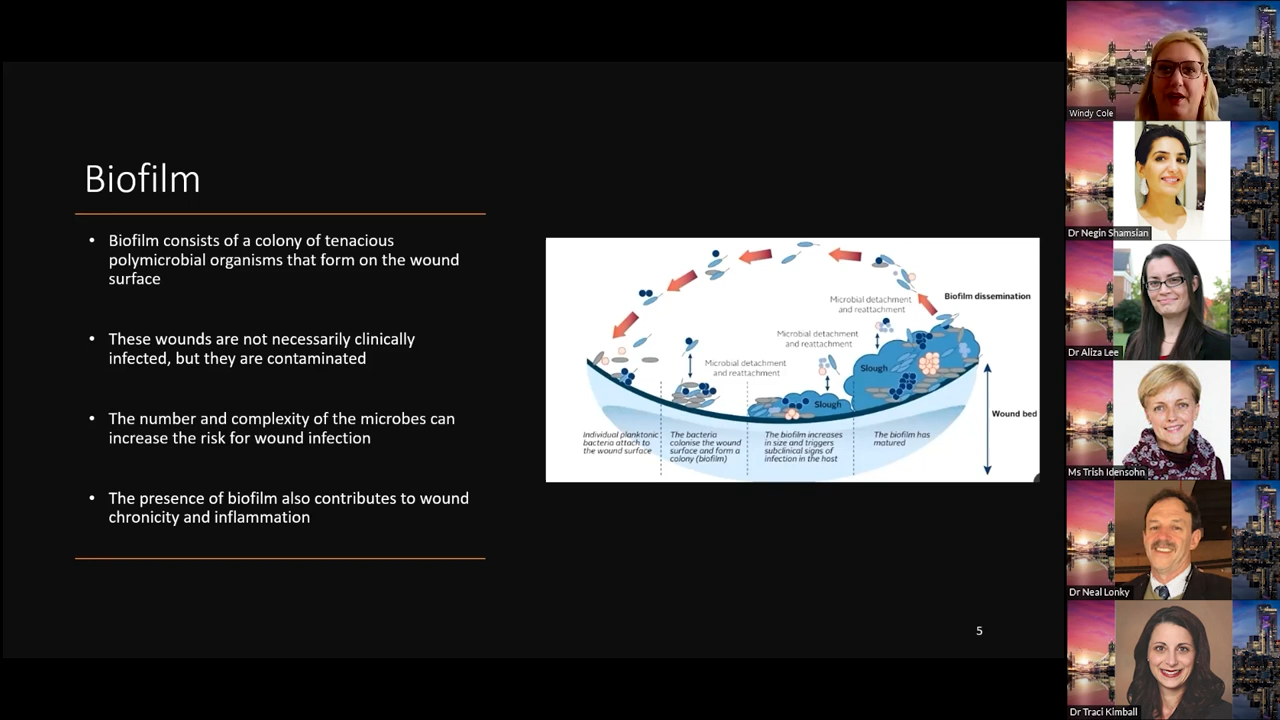 Biofilm
• Biofilm consists of a colony of tenacious
polymicrobial organisms that form on the wound
surface
• These wounds are not necessarily clinically
infected, but they are contaminated
• The number and complexity of the microbes can
increase the risk for wound infection
• The presence of biofilm also contributes to wound
chronicity and inflammation
Biofilm dissemination
Microbial detachment
and reattachment
Microbial detachment
and reattachment
Microbial detachment
and reattachment
Slough
Slough
Wound bed
Individual planktonic
bacteria attach to
the wound surface
The bacteria
colonise the wound
surface and form a
colony (biofilm)
The biofilm increases
in size and triggers
subclinical signs of
infection in the host
The biofilm has
matured
5
Windy Cole
Dr Negin Shamsian
Dr Aliza Lee
Ms Trish Idensohn
Dr Neal Lonky
Dr Traci Kimball